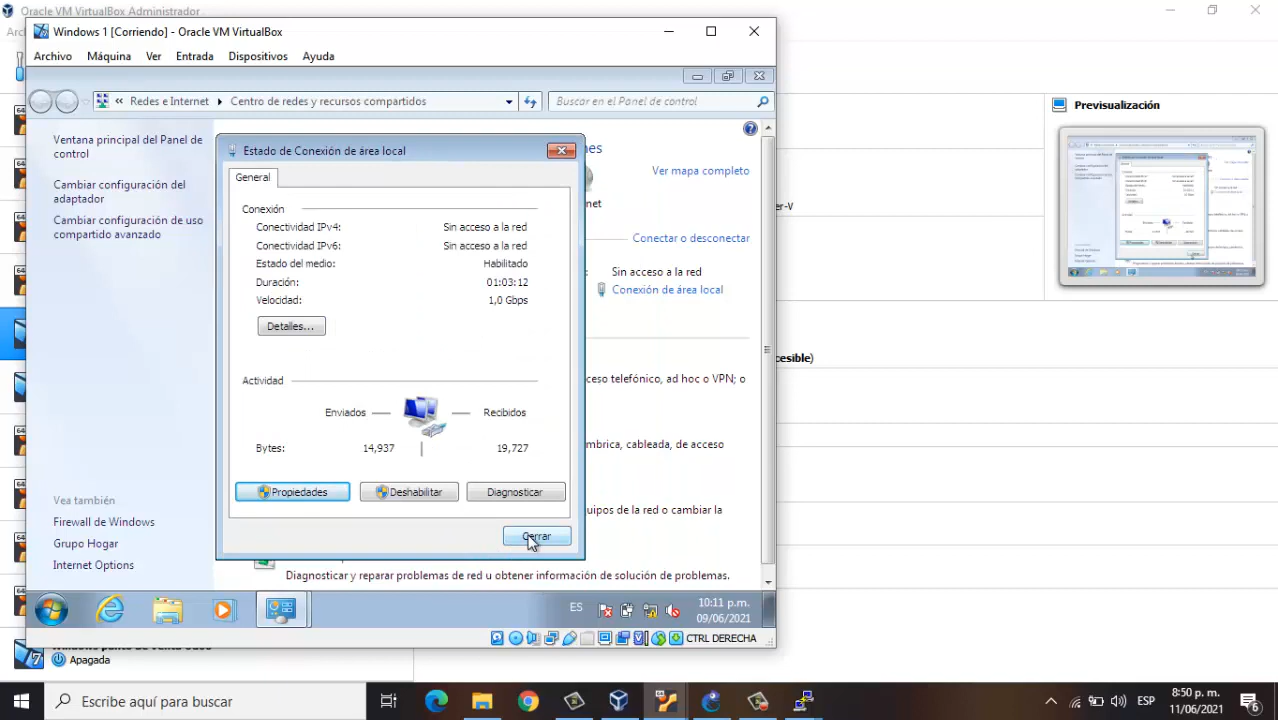 Oracle VM VirtualBox Administrador
Windows 1 [Corriendo] - Oracle VM VirtualBox
Archivo Máquina Ver Entrada Dispositivos Ayuda
« Redes e Internet ▸ Centro de redes y recursos compartidos
Buscar en el Panel de control
Ventana principal del Panel de
control
Cambiar configuración del
adaptador
Cambiar configuración de uso
compartido avanzado
Vea también
Firewall de Windows
Grupo Hogar
Internet Options
Estado de Conexión de área local
General
Conexión
Conectividad IPv4: Sin acceso a la red
Conectividad IPv6: Sin acceso a la red
Estado del medio: Habilitado
Duración: 01:03:12
Velocidad: 1,0 Gbps
Detalles...
Actividad
Enviados — — Recibidos
Bytes: 14,937 | 19,727
Propiedades Deshabilitar Diagnosticar
Cerrar
Ver mapa completo
Conectar o desconectar
Sin acceso a la red
Conexión de área local
ceso telefónico, ad hoc o VPN; o
mbrica, cableada, de acceso
uipos de la red o cambiar la
Diagnosticar y reparar problemas de red u obtener información de solución de problemas.
ES
10:11 p.m.
09/06/2021
CTRL DERECHA
Previsualización
er-V
cesible)
Apagada
Escribe aquí para buscar
ESP
8:50 p. m.
11/06/2021
6